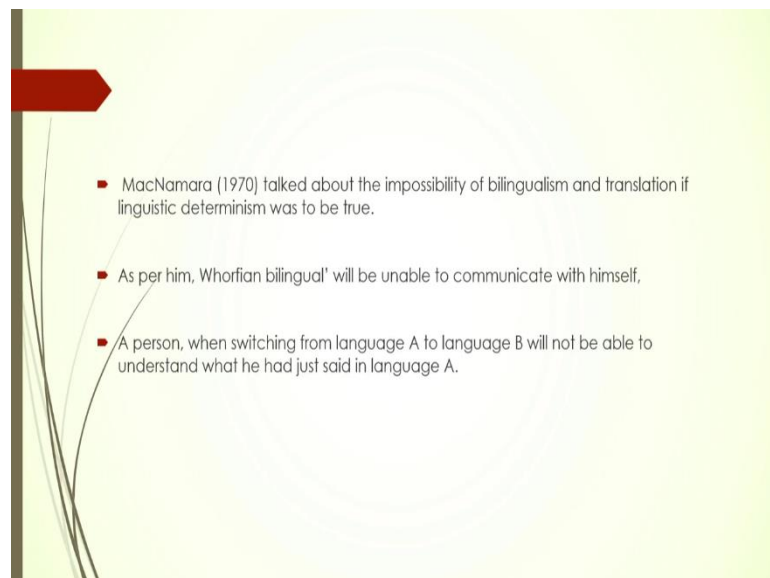 MacNamara (1970) talked about the impossibility of bilingualism and translation if
linguistic determinism was to be true.
As per him, Whorfian bilingual’ will be unable to communicate with himself,
A person, when switching from language A to language B will not be able to
understand what he had just said in language A.